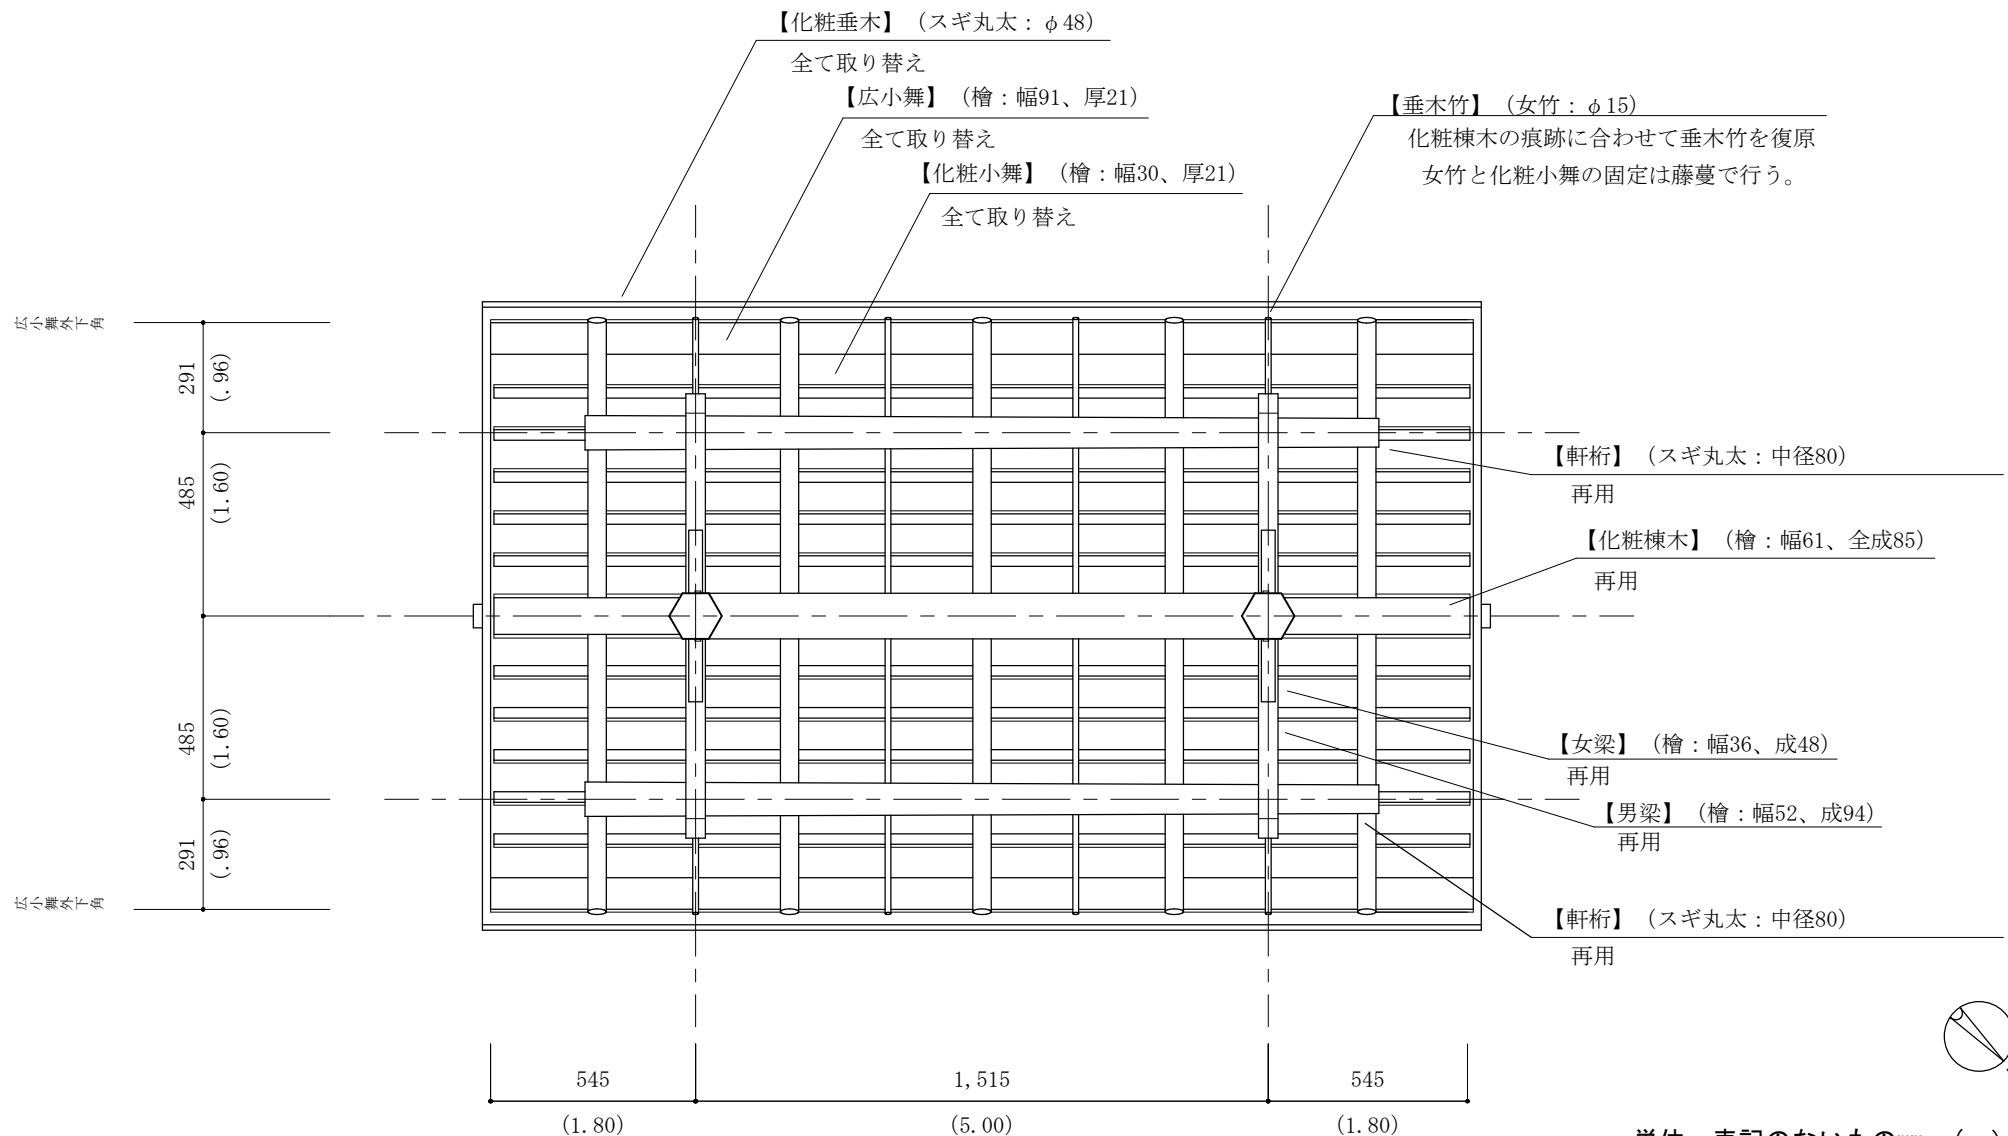 【化粧垂木】（スギ丸太：φ48）
全て取り替え
【広小舞】（檜：幅91、厚21）
全て取り替え
【化粧小舞】（檜：幅30、厚21）
全て取り替え
【垂木竹】（女竹：φ15）
化粧棟木の痕跡に合わせて垂木竹を復原
女竹と化粧小舞の固定は藤蔓で行う。
広小舞外下角
291
(.96)
485
(1.60)
485
(1.60)
291
(.96)
広小舞外下角
【軒桁】（スギ丸太：中径80）
再用
【化粧棟木】（檜：幅61、全成85）
再用
【女梁】（檜：幅36、成48）
再用
【男梁】（檜：幅52、成94）
再用
【軒桁】（スギ丸太：中径80）
再用
545
1,515
545
(1.80)
(5.00)
(1.80)